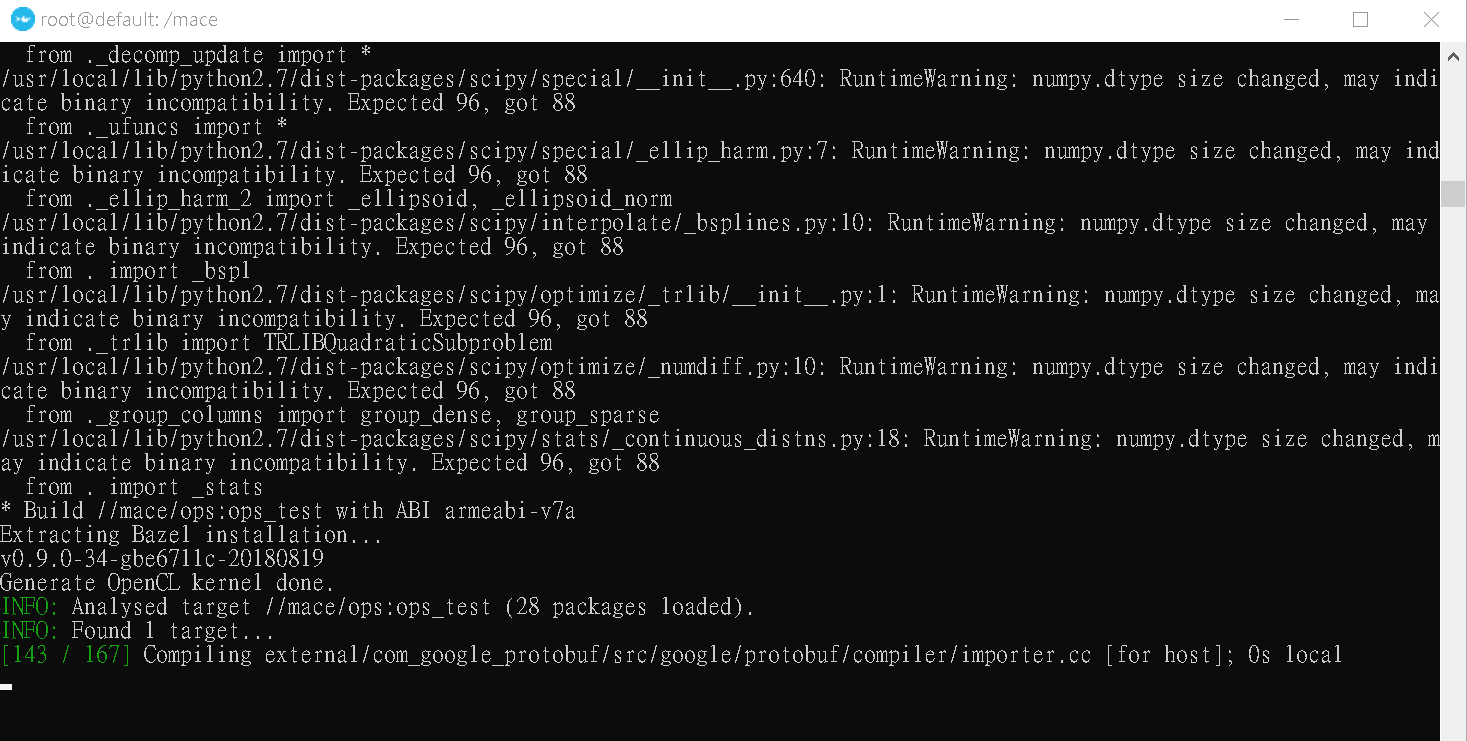 root@default: /mace
from ._decomp_update import *
/usr/local/lib/python2.7/dist-packages/scipy/special/__init__.py:640: RuntimeWarning: numpy.dtype size changed, may indi
cate binary incompatibility. Expected 96, got 88
from ._ufuncs import *
/usr/local/lib/python2.7/dist-packages/scipy/special/_ellip_harm.py:7: RuntimeWarning: numpy.dtype size changed, may ind
icate binary incompatibility. Expected 96, got 88
from ._ellip_harm_2 import _ellipsoid, _ellipsoid_norm
/usr/local/lib/python2.7/dist-packages/scipy/interpolate/_bsplines.py:10: RuntimeWarning: numpy.dtype size changed, may
indicate binary incompatibility. Expected 96, got 88
from . import _bspl
/usr/local/lib/python2.7/dist-packages/scipy/optimize/_trlib/__init__.py:1: RuntimeWarning: numpy.dtype size changed, ma
y indicate binary incompatibility. Expected 96, got 88
from ._trlib import TRLIBQuadraticSubproblem
/usr/local/lib/python2.7/dist-packages/scipy/optimize/_numdiff.py:10: RuntimeWarning: numpy.dtype size changed, may indi
cate binary incompatibility. Expected 96, got 88
from ._group_columns import group_dense, group_sparse
/usr/local/lib/python2.7/dist-packages/scipy/stats/_continuous_distns.py:18: RuntimeWarning: numpy.dtype size changed, m
ay indicate binary incompatibility. Expected 96, got 88
from . import _stats
* Build //mace/ops:ops_test with ABI armeabi-v7a
Extracting Bazel installation...
v0.9.0-34-gbe6711c-20180819
Generate OpenCL kernel done.
INFO: Analysed target //mace/ops:ops_test (28 packages loaded).
INFO: Found 1 target...
[143 / 167] Compiling external/com_google_protobuf/src/google/protobuf/compiler/importer.cc [for host]; 0s local